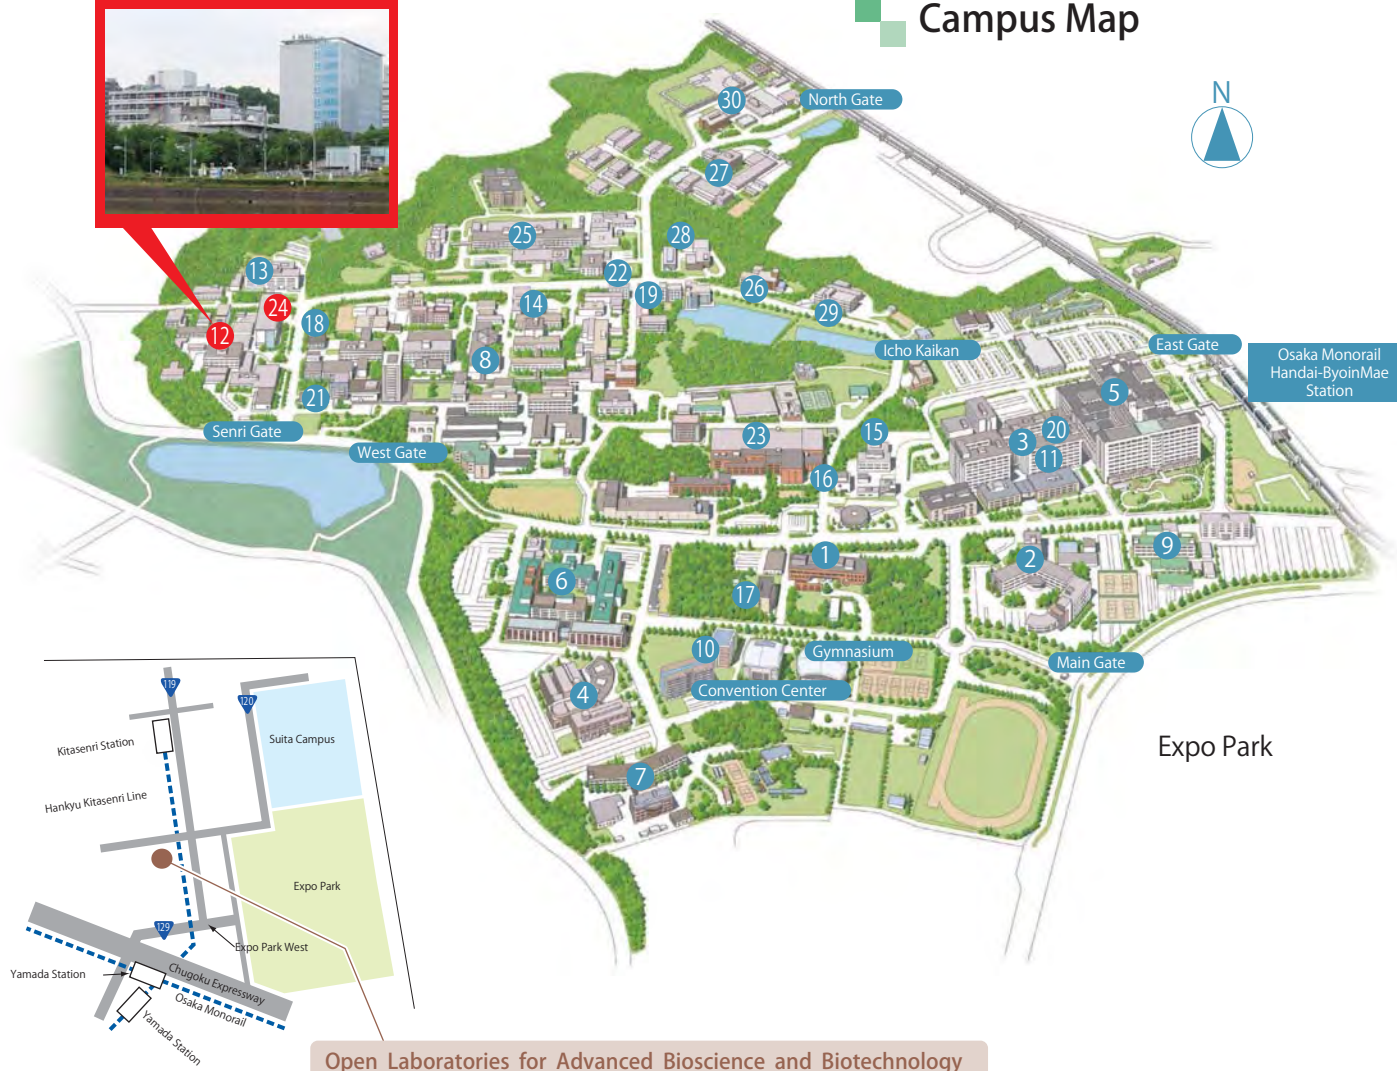 Campus Map
N
30
North Gate
27
28
25
22
13
24
12
18
14
19
26
29
8
21
Icho Kaikan
East Gate
Osaka Monorail
Handai-ByoinMae
Station
5
20
3
11
15
23
16
Senri Gate
West Gate
1
2
9
6
17
10
Gymnasium
Main Gate
4
Convention Center
7
Expo Park
119
120
Kitasenri Station
Suita Campus
Hankyu Kitasenri Line
Expo Park
129
Expo Park West
Yamada Station
Chugoku Expressway
Osaka Monorail
Yamada Station
Open Laboratories for Advanced Bioscience and Biotechnology